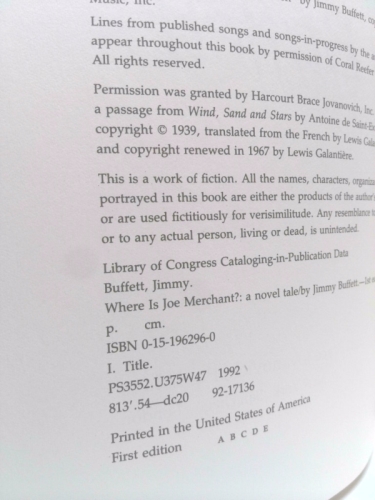 Music, Inc.
by Jimmy Buffett,
Lines from published songs and songs-in-progress by the
appear throughout this book by permission of Coral Reefer
All rights reserved.
Permission was granted by Harcourt Brace Jovanovich, Inc.
a passage from Wind, Sand and Stars by Antoine de
copyright © 1939, translated from the French by Lewis
and copyright renewed in 1967 by Lewis Galantière.
This is a work of fiction. All the names, characters,
portrayed in this book are either the products of the author's
or are used fictitiously for verisimilitude. Any resemblance
or to any actual person, living or dead, is unintended.
Library of Congress Cataloging-in-Publication Data
Buffett, Jimmy.
Where Is Joe Merchant?: a novel tale/by Jimmy Buffett.—1st
p. cm.
ISBN 0-15-196296-0
I. Title.
PS3552.U375W47 1992
813'.54—dc20 92-17136
Printed in the United States of America
First edition
A B C D E